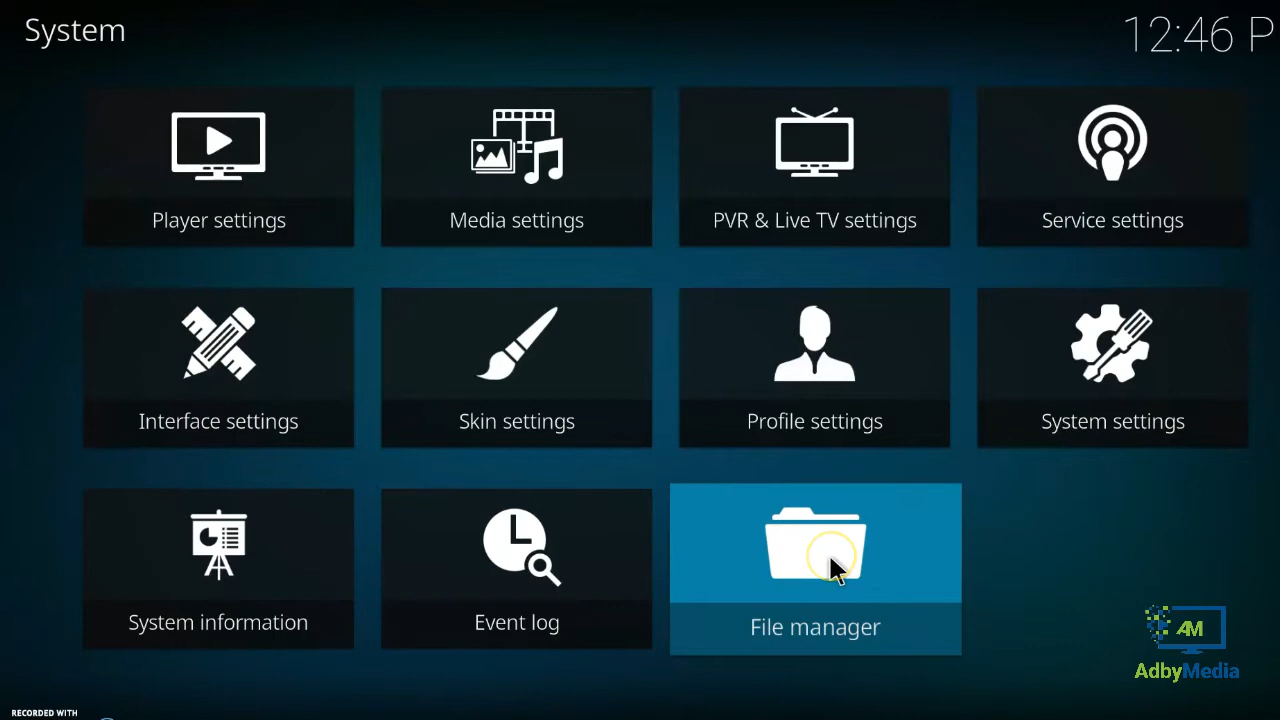 System
12:46 P
Player settings
Media settings
PVR & Live TV settings
Service settings
Interface settings
Skin settings
Profile settings
System settings
System information
Event log
File manager
AM
AdbyMedia
RECORDED WITH